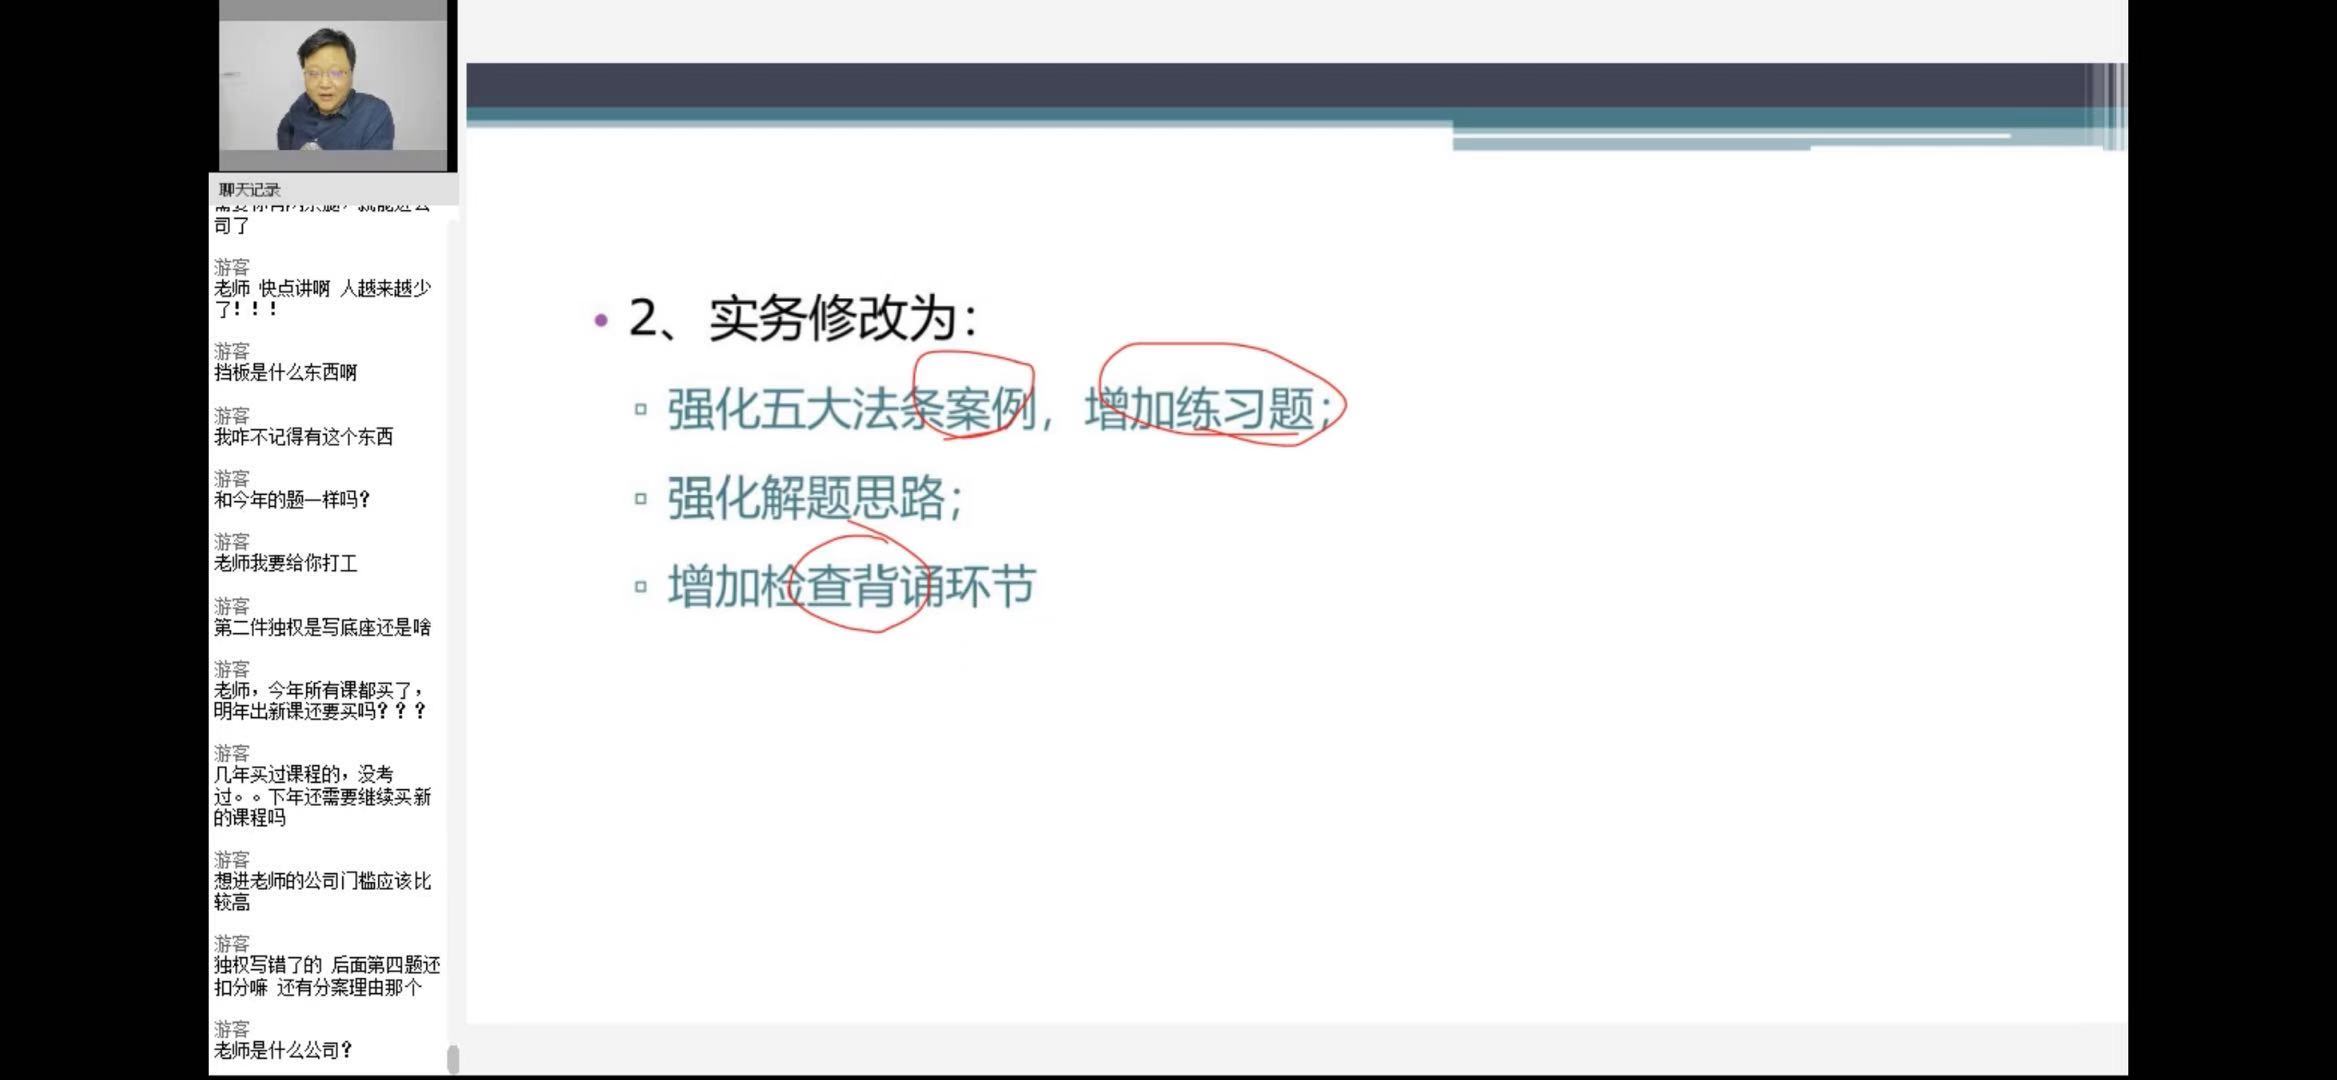 聊天记录
司了
游客
老师 快点讲啊 人越来越少
了！！！
游客
挡板是什么东西啊
游客
我咋不记得有这个东西
游客
和今年的题一样吗？
游客
老师我要给你打工
游客
第二件独权是写底座还是啥
游客
老师，今年所有课都买了，
明年出新课还要买吗？？？
游客
几年买过课程的，没考
过。。下年还需要继续买新
的课程吗
游客
想进老师的公司门槛应该比
较高
游客
独权写错了的 后面第四题还
扣分嘛 还有分案理由那个
游客
老师是什么公司？
2、实务修改为：
强化五大法条案例，增加练习题；
强化解题思路；
增加检查背诵环节